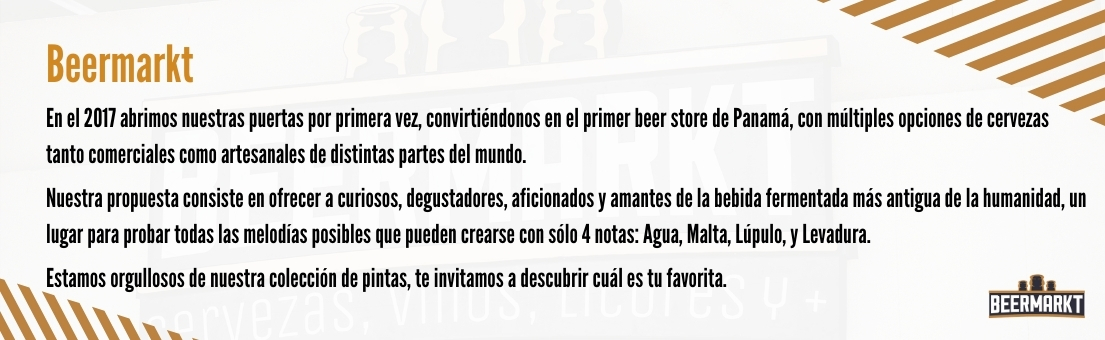 Beermarkt
En el 2017 abrimos nuestras puertas por primera vez, convirtiéndonos en el primer beer store de Panamá, con múltiples opciones de cervezas
tanto comerciales como artesanales de distintas partes del mundo.
Nuestra propuesta consiste en ofrecer a curiosos, degustadores, aficionados y amantes de la bebida fermentada más antigua de la humanidad, un
lugar para probar todas las melodías posibles que pueden crearse con sólo 4 notas: Agua, Malta, Lúpulo, y Levadura.
Estamos orgullosos de nuestra colección de pintas, te invitamos a descubrir cuál es tu favorita.
BEERMARKT
cervezas, vinos, licores y +
BEERMARKT